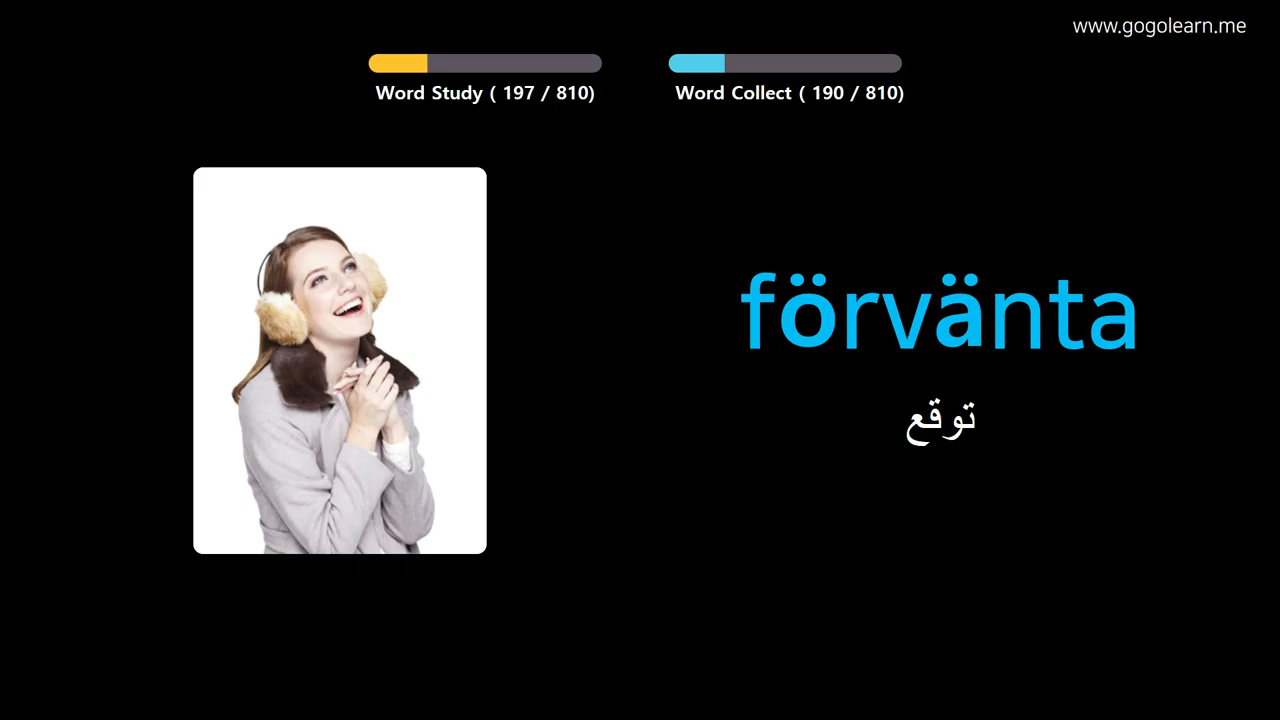 www.gogolearn.me
Word Study ( 197 / 810)
Word Collect ( 190 / 810)
förvänta
توقع